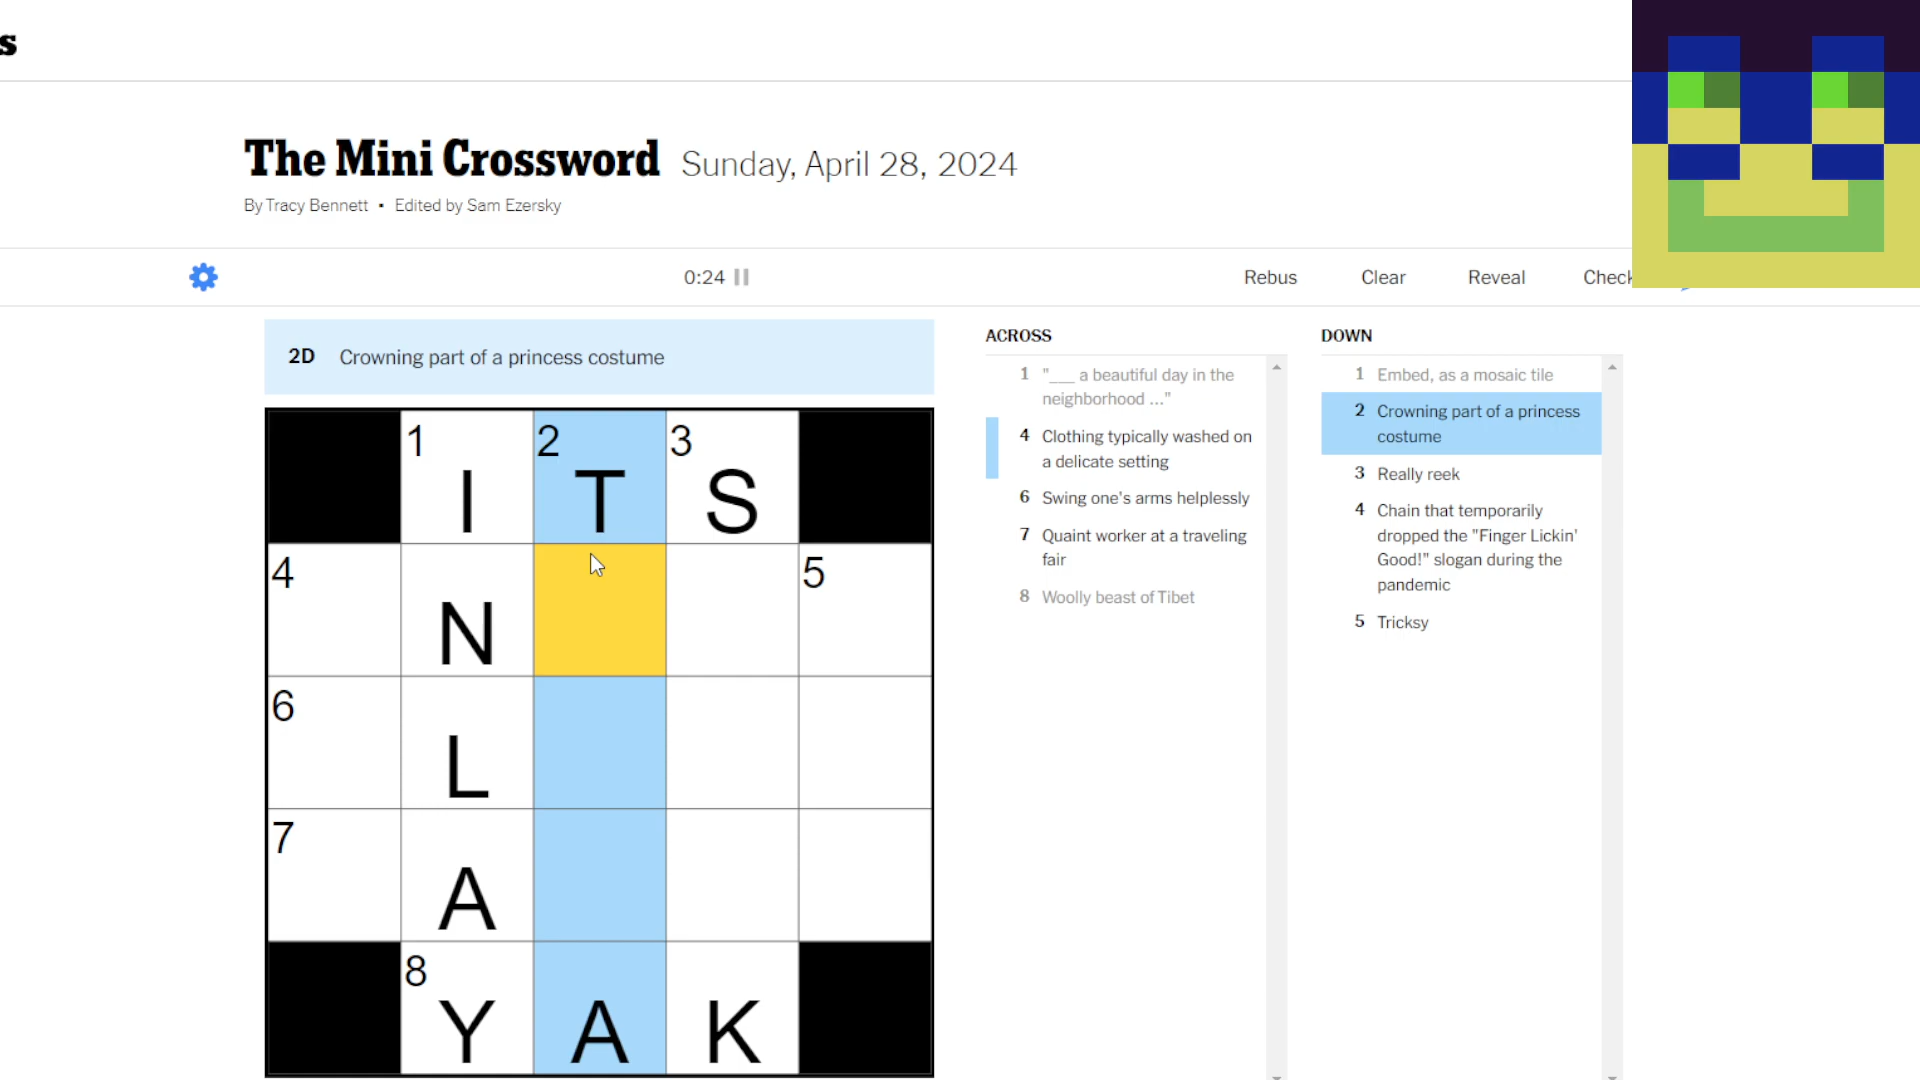 s
The Mini Crossword Sunday, April 28, 2024
By Tracy Bennett • Edited by Sam Ezersky
0:24 Rebus Clear Reveal Check
2D Crowning part of a princess costume
1 2 3
I T S
4 5
N
6
L
7
A
8
Y A K
ACROSS
1 "___ a beautiful day in the
neighborhood ..."
4 Clothing typically washed on
a delicate setting
6 Swing one's arms helplessly
7 Quaint worker at a traveling
fair
8 Woolly beast of Tibet
DOWN
1 Embed, as a mosaic tile
2 Crowning part of a princess
costume
3 Really reek
4 Chain that temporarily
dropped the "Finger Lickin'
Good!" slogan during the
pandemic
5 Tricksy